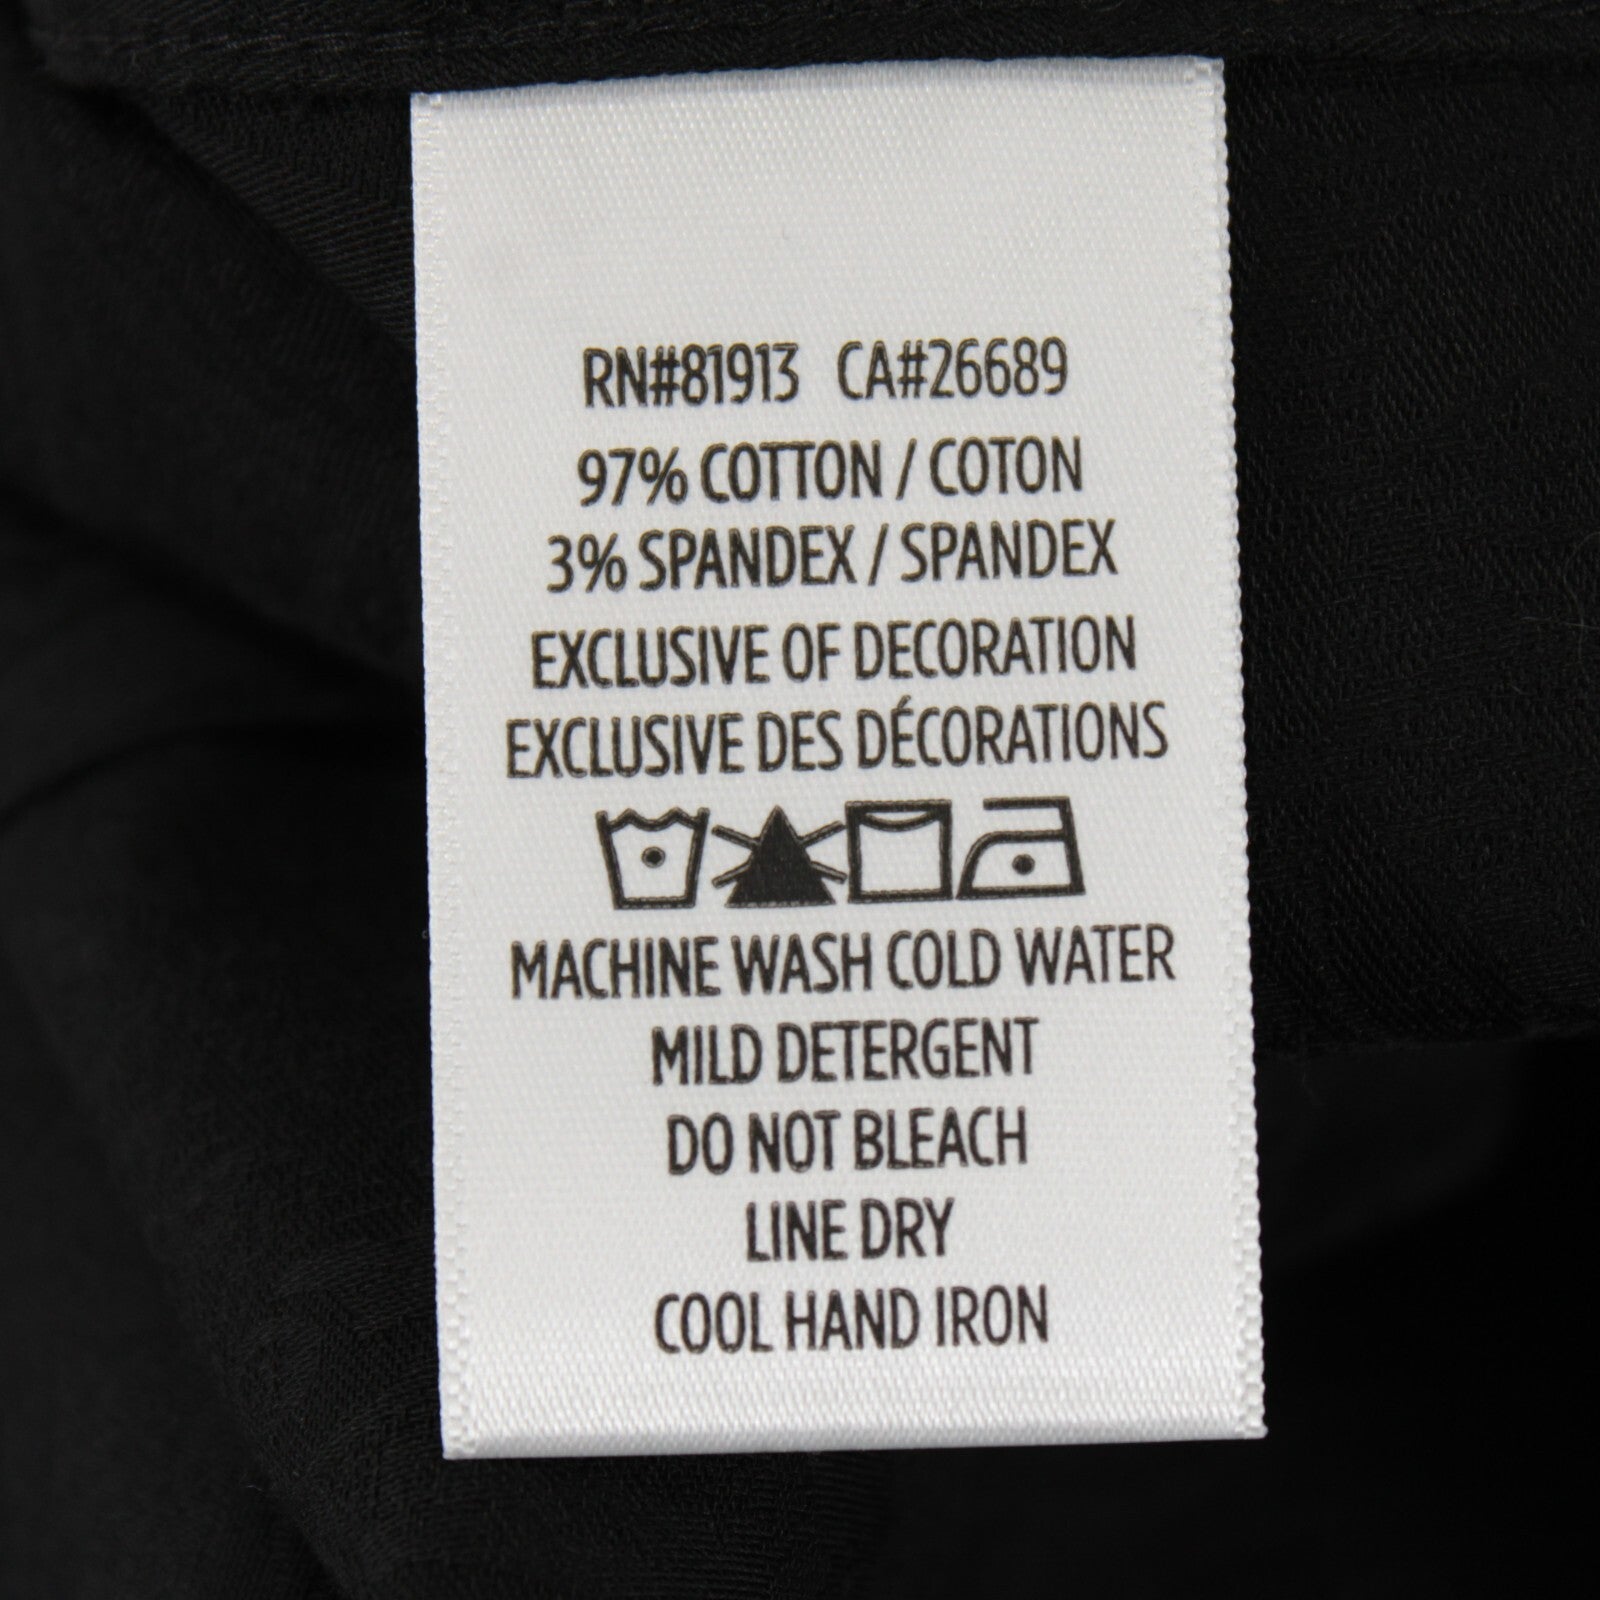 RN#81913 CA#26689
97% COTTON / COTON
3% SPANDEX / SPANDEX
EXCLUSIVE OF DECORATION
EXCLUSIVE DES DÉCORATIONS
MACHINE WASH COLD WATER
MILD DETERGENT
DO NOT BLEACH
LINE DRY
COOL HAND IRON